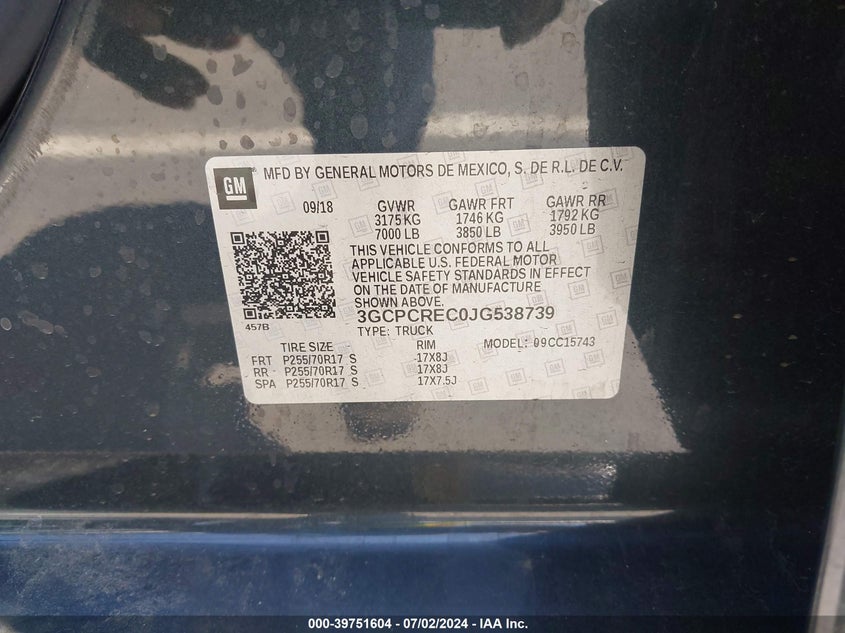 GM MFD BY GENERAL MOTORS DE MEXICO, S. DE R.L. DE C.V.
09/18 GVWR GAWR FRT GAWR RR
3175 KG 1746 KG 1792 KG
7000 LB 3850 LB 3950 LB
THIS VEHICLE CONFORMS TO ALL
APPLICABLE U.S. FEDERAL MOTOR
VEHICLE SAFETY STANDARDS IN EFFECT
ON THE DATE OF MANUFACTURE
SHOWN ABOVE.
457B 3GCPCREC0JG538739
TYPE: TRUCK
TIRE SIZE RIM MODEL: 09CC15743
FRT P255/70R17 S 17X8J
RR P255/70R17 S 17X8J
SPA P255/70R17 S 17X7.5J
000-39751604 / 07/02/2024 - IAA Inc.